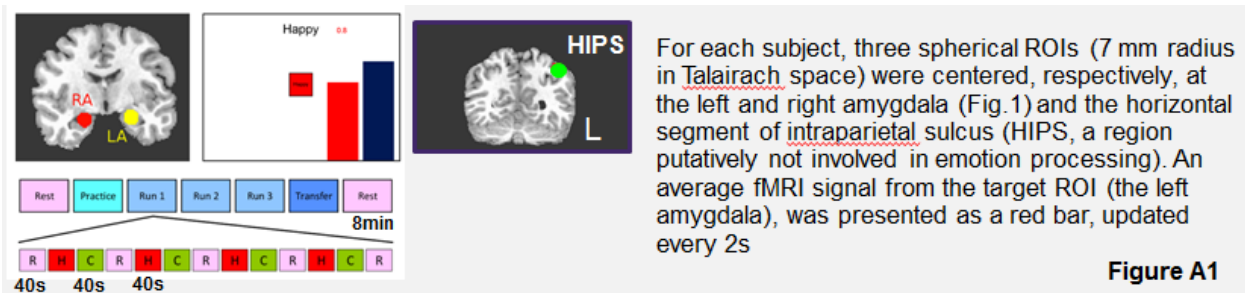 Happy 0.8
RA
LA
HIPS
L
Rest Practice Run 1 Run 2 Run 3 Transfer Rest
8min
R H C R H C R H C R H C R
40s 40s 40s
For each subject, three spherical ROIs (7 mm radius
in Talairach space) were centered, respectively, at
the left and right amygdala (Fig.1) and the horizontal
segment of intraparietal sulcus (HIPS, a region
putatively not involved in emotion processing). An
average fMRI signal from the target ROI (the left
amygdala), was presented as a red bar, updated
every 2s
Figure A1